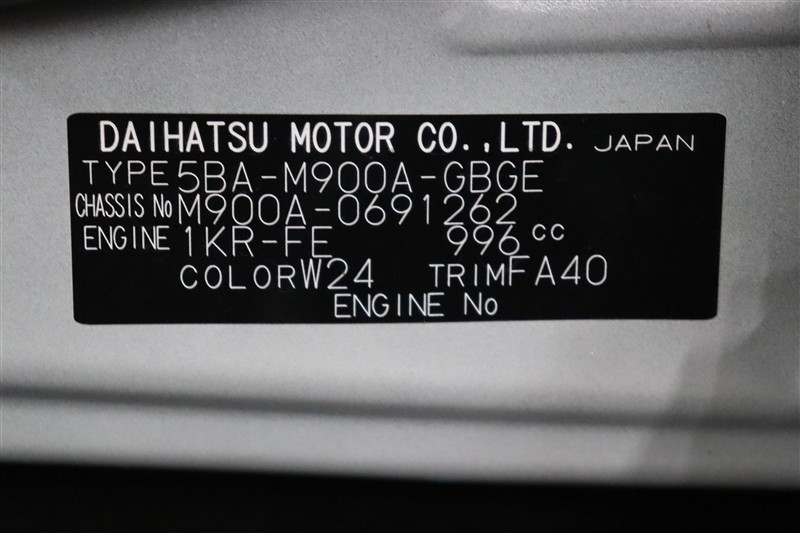 DAIHATSU MOTOR CO.,LTD. JAPAN
TYPE 5BA-M900A-GBGE
CHASSIS No M900A-0691262
ENGINE 1KR-FE 996 cc
COLOR W24 TRIM FA40
ENGINE No